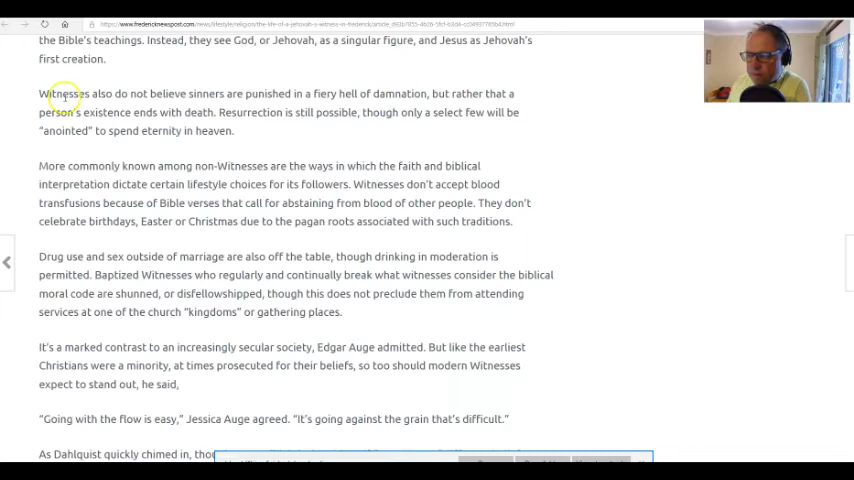 the Bible's teachings. Instead, they see God, or Jehovah, as a singular figure, and Jesus as Jehovah's
first creation.
Witnesses also do not believe sinners are punished in a fiery hell of damnation, but rather that a
person's existence ends with death. Resurrection is still possible, though only a select few will be
“anointed” to spend eternity in heaven.
More commonly known among non-Witnesses are the ways in which the faith and biblical
interpretation dictate certain lifestyle choices for its followers. Witnesses don't accept blood
transfusions because of Bible verses that call for abstaining from blood of other people. They don't
celebrate birthdays, Easter or Christmas due to the pagan roots associated with such traditions.
Drug use and sex outside of marriage are also off the table, though drinking in moderation is
permitted. Baptized Witnesses who regularly and continually break what witnesses consider the biblical
moral code are shunned, or disfellowshipped, though this does not preclude them from attending
services at one of the church “kingdoms” or gathering places.
It's a marked contrast to an increasingly secular society, Edgar Auge admitted. But like the earliest
Christians were a minority, at times prosecuted for their beliefs, so too should modern Witnesses
expect to stand out, he said,
“Going with the flow is easy,” Jessica Auge agreed. “It's going against the grain that's difficult.”
As Dahlquist quickly chimed in,